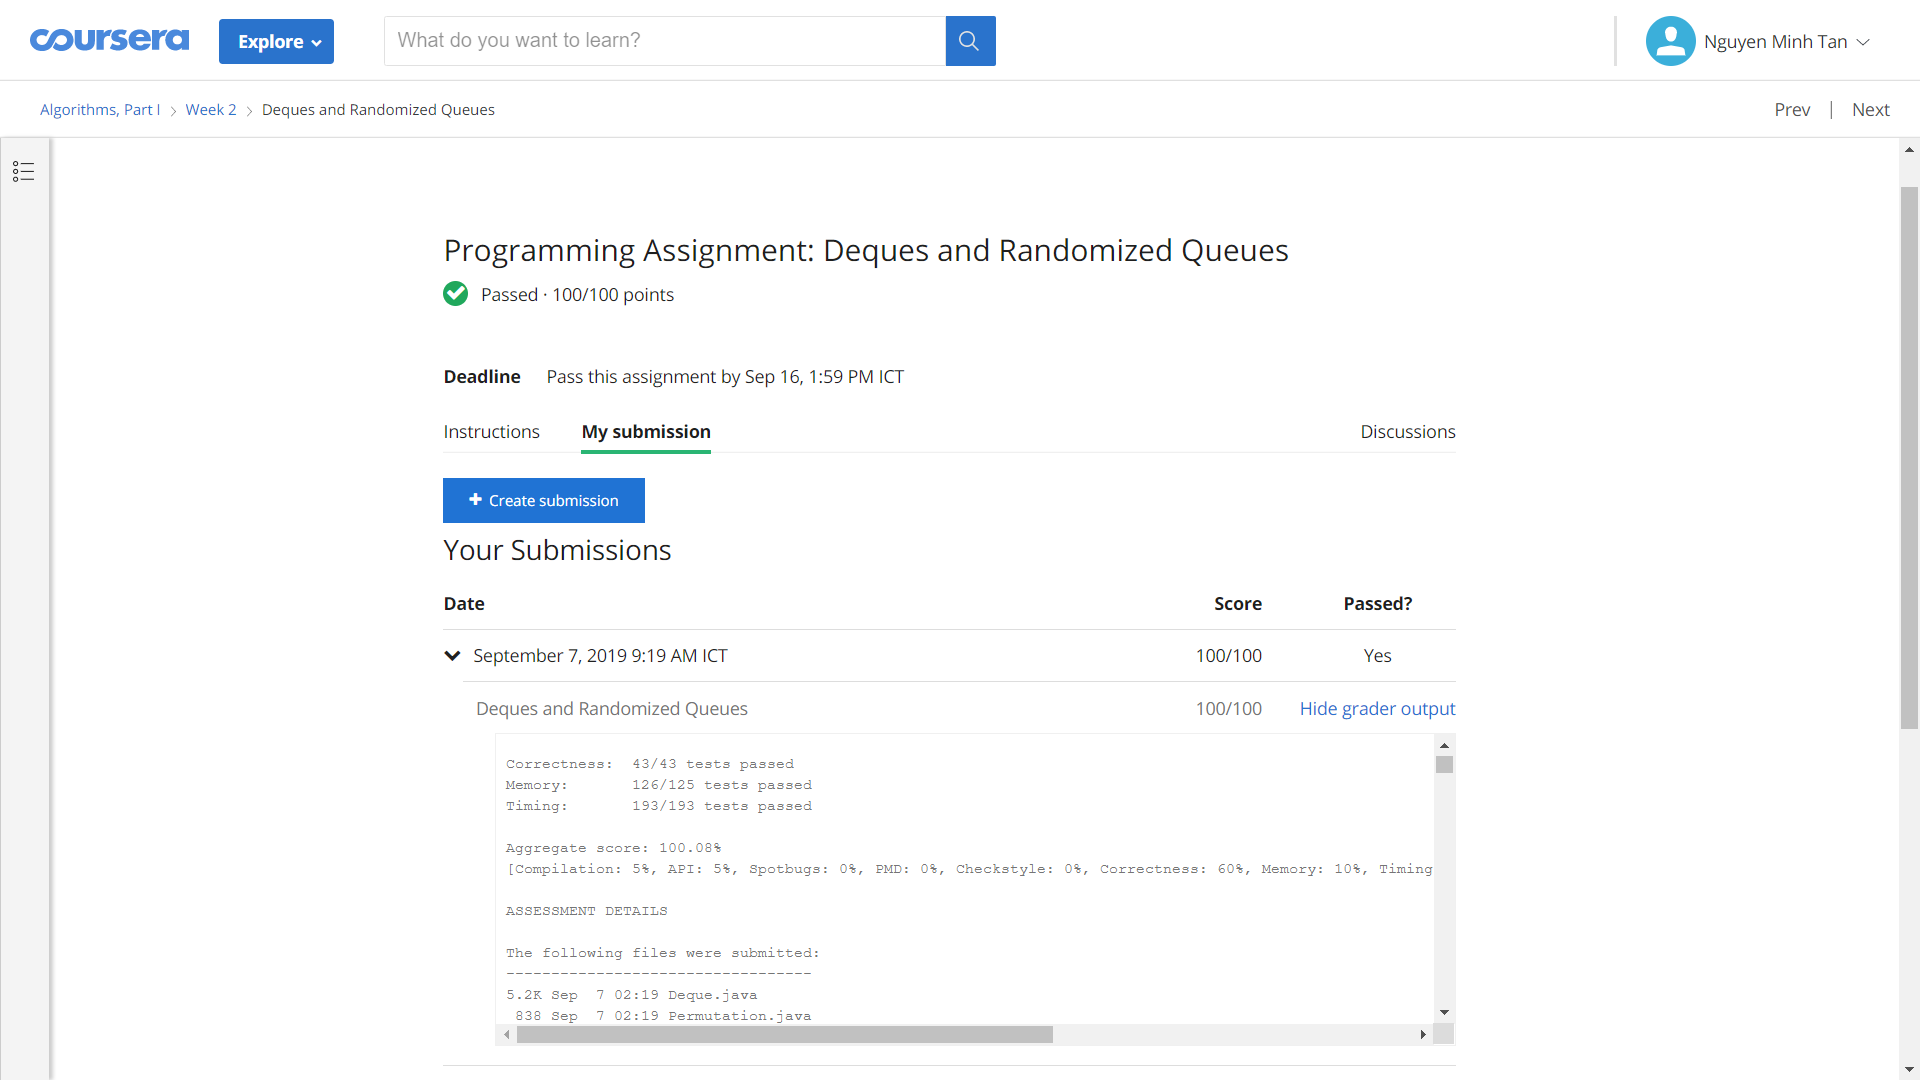 coursera
Explore
What do you want to learn?
Nguyen Minh Tan
Algorithms, Part I > Week 2 > Deques and Randomized Queues
Prev | Next
Programming Assignment: Deques and Randomized Queues
Passed · 100/100 points
Deadline Pass this assignment by Sep 16, 1:59 PM ICT
Instructions My submission Discussions
+ Create submission
Your Submissions
Date Score Passed?
September 7, 2019 9:19 AM ICT 100/100 Yes
Deques and Randomized Queues 100/100 Hide grader output
Correctness:  43/43 tests passed
Memory:       126/125 tests passed
Timing:       193/193 tests passed
Aggregate score: 100.08%
[Compilation: 5%, API: 5%, Spotbugs: 0%, PMD: 0%, Checkstyle: 0%, Correctness: 60%, Memory: 10%, Timing
ASSESSMENT DETAILS
The following files were submitted:
----------------------------------
5.2K Sep  7 02:19 Deque.java
838 Sep  7 02:19 Permutation.java